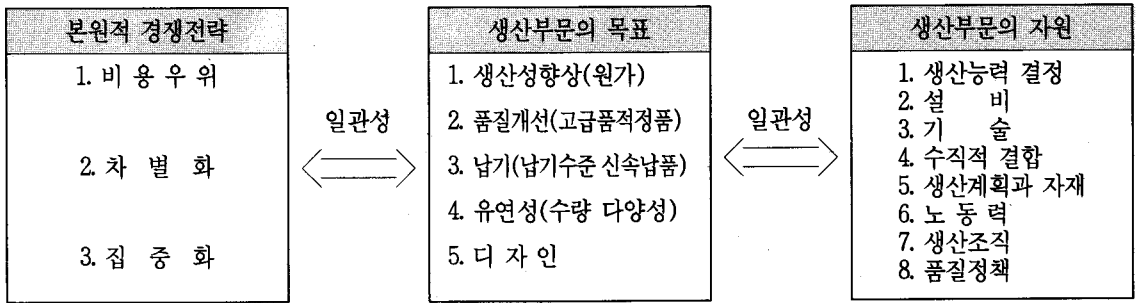 본원적 경쟁전략
1. 비 용 우 위
2. 차 별 화
3. 집 중 화
일관성
생산부문의 목표
1. 생산성향상(원가)
2. 품질개선(고급품적정품)
3. 납기(납기수준 신속납품)
4. 유연성(수량 다양성)
5. 디 자 인
일관성
생산부문의 자원
1. 생산능력 결정
2. 설 비
3. 기 술
4. 수직적 결합
5. 생산계획과 자재
6. 노 동 력
7. 생산조직
8. 품질정책